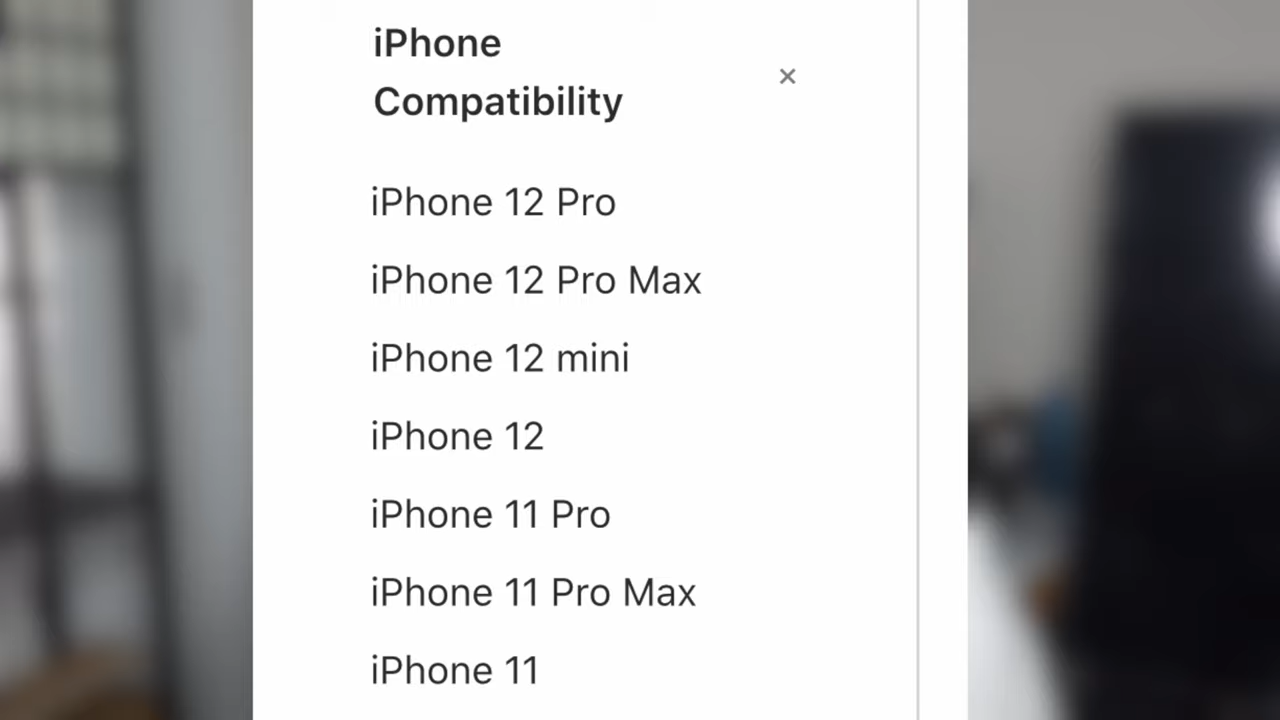 iPhone
Compatibility
×
iPhone 12 Pro
iPhone 12 Pro Max
iPhone 12 mini
iPhone 12
iPhone 11 Pro
iPhone 11 Pro Max
iPhone 11